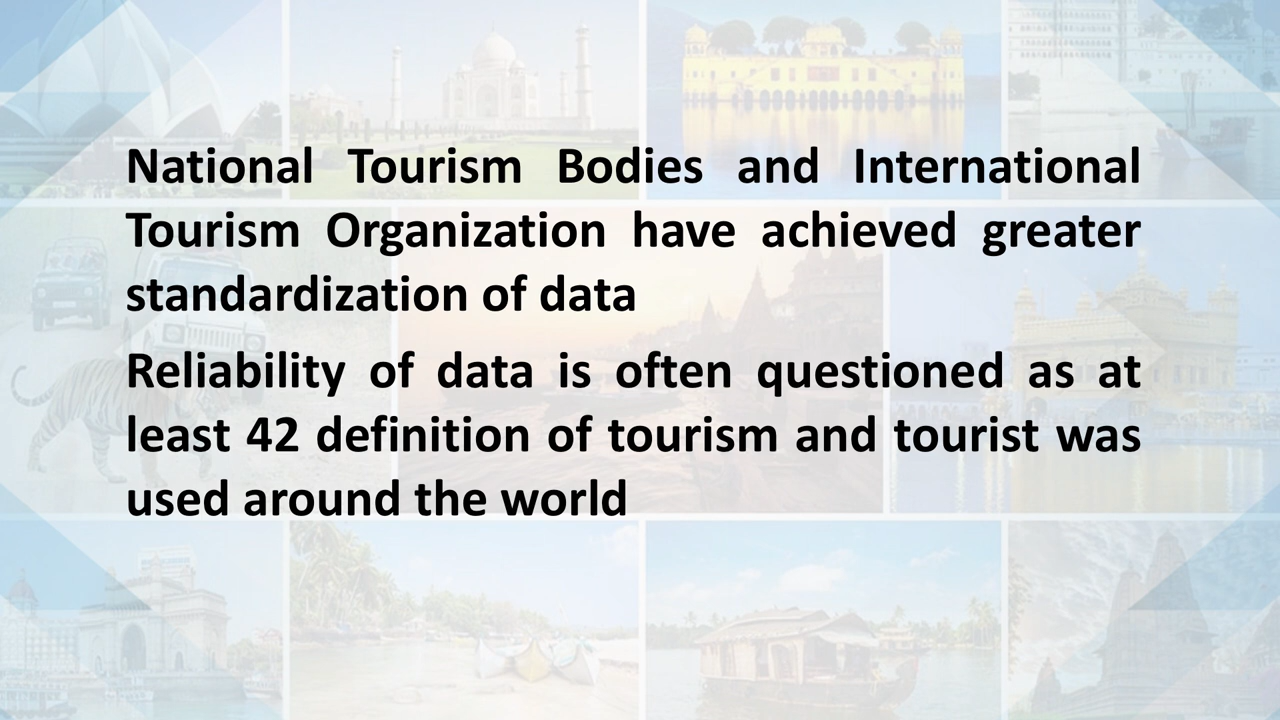 National Tourism Bodies and International
Tourism Organization have achieved greater
standardization of data
Reliability of data is often questioned as at
least 42 definition of tourism and tourist was
used around the world